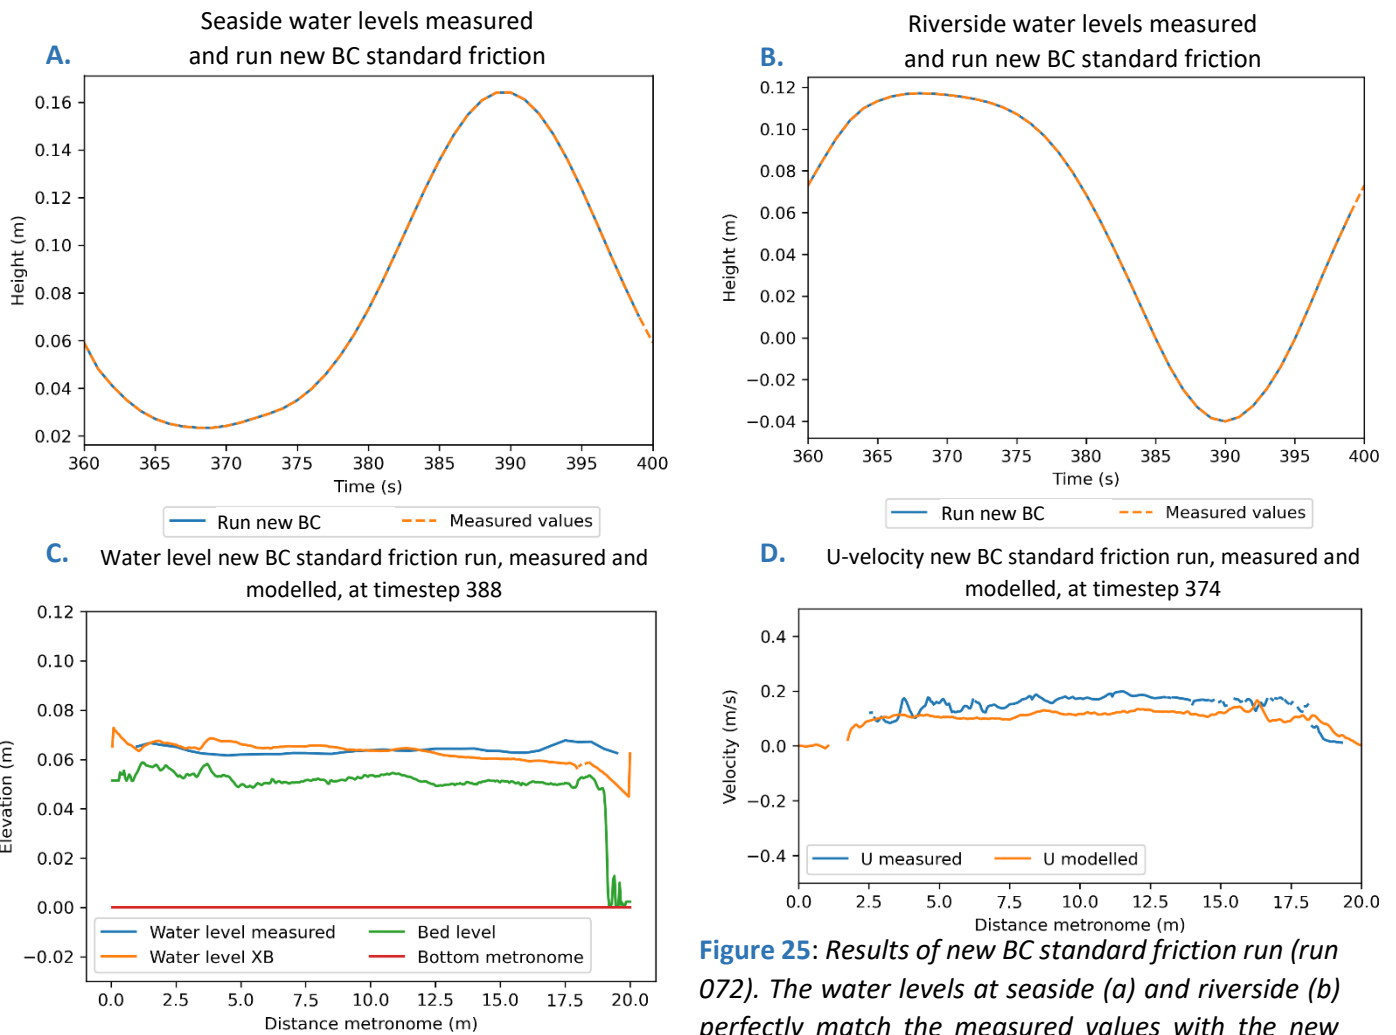 Seaside water levels measured
and run new BC standard friction
A.
0.16
0.14
0.12
0.10
0.08
0.06
0.04
0.02
Height (m)
360 365 370 375 380 385 390 395 400
Time (s)
Run new BC Measured values
Riverside water levels measured
and run new BC standard friction
B.
0.12
0.10
0.08
0.06
0.04
0.02
0.00
−0.02
−0.04
Height (m)
360 365 370 375 380 385 390 395 400
Time (s)
Run new BC Measured values
C. Water level new BC standard friction run, measured and
modelled, at timestep 388
0.12
0.10
0.08
0.06
0.04
0.02
0.00
−0.02
Elevation (m)
Water level measured Bed level
Water level XB Bottom metronome
0.0 2.5 5.0 7.5 10.0 12.5 15.0 17.5 20.0
Distance metronome (m)
D. U-velocity new BC standard friction run, measured and
modelled, at timestep 374
0.4
0.2
0.0
−0.2
−0.4
Velocity (m/s)
U measured U modelled
0.0 2.5 5.0 7.5 10.0 12.5 15.0 17.5 20.0
Distance metronome (m)
Figure 25: Results of new BC standard friction run (run
072). The water levels at seaside (a) and riverside (b)
perfectly match the measured values with the new